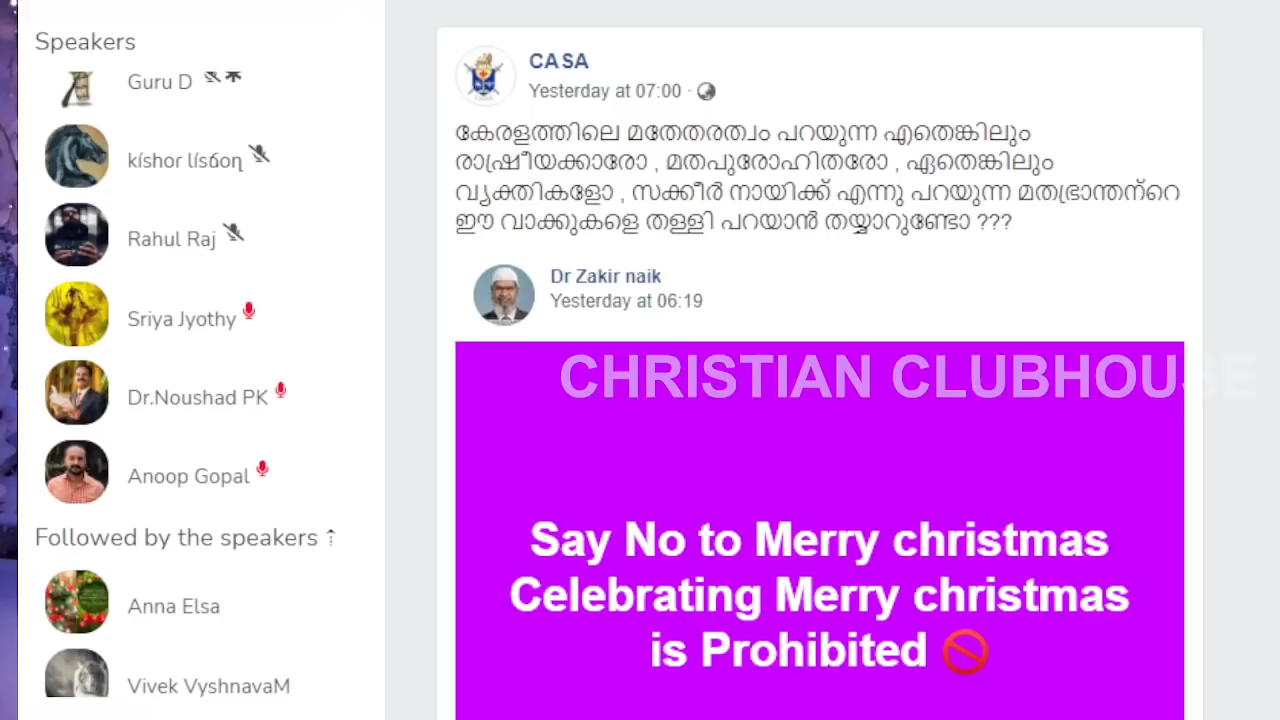 Speakers
Guru D
kíshor lísճօղ
Rahul Raj
Sriya Jyothy
Dr.Noushad PK
Anoop Gopal
Followed by the speakers ⇡
Anna Elsa
Vivek VyshnavaM
CASA
Yesterday at 07:00 ·
കേരളത്തിലെ മതേതരത്വം പറയുന്ന എതെങ്കിലും
രാഷ്ട്രീയക്കാരോ , മതപുരോഹിതരോ , ഏതെങ്കിലും
വ്യക്തികളോ , സക്കീർ നായിക്ക് എന്നു പറയുന്ന മതഭ്രാന്തന്റെ
ഈ വാക്കുകളെ തള്ളി പറയാൻ തയ്യാറുണ്ടോ ???
Dr Zakir naik
Yesterday at 06:19
CHRISTIAN CLUBHOUSE
Say No to Merry christmas
Celebrating Merry christmas
is Prohibited 🚫